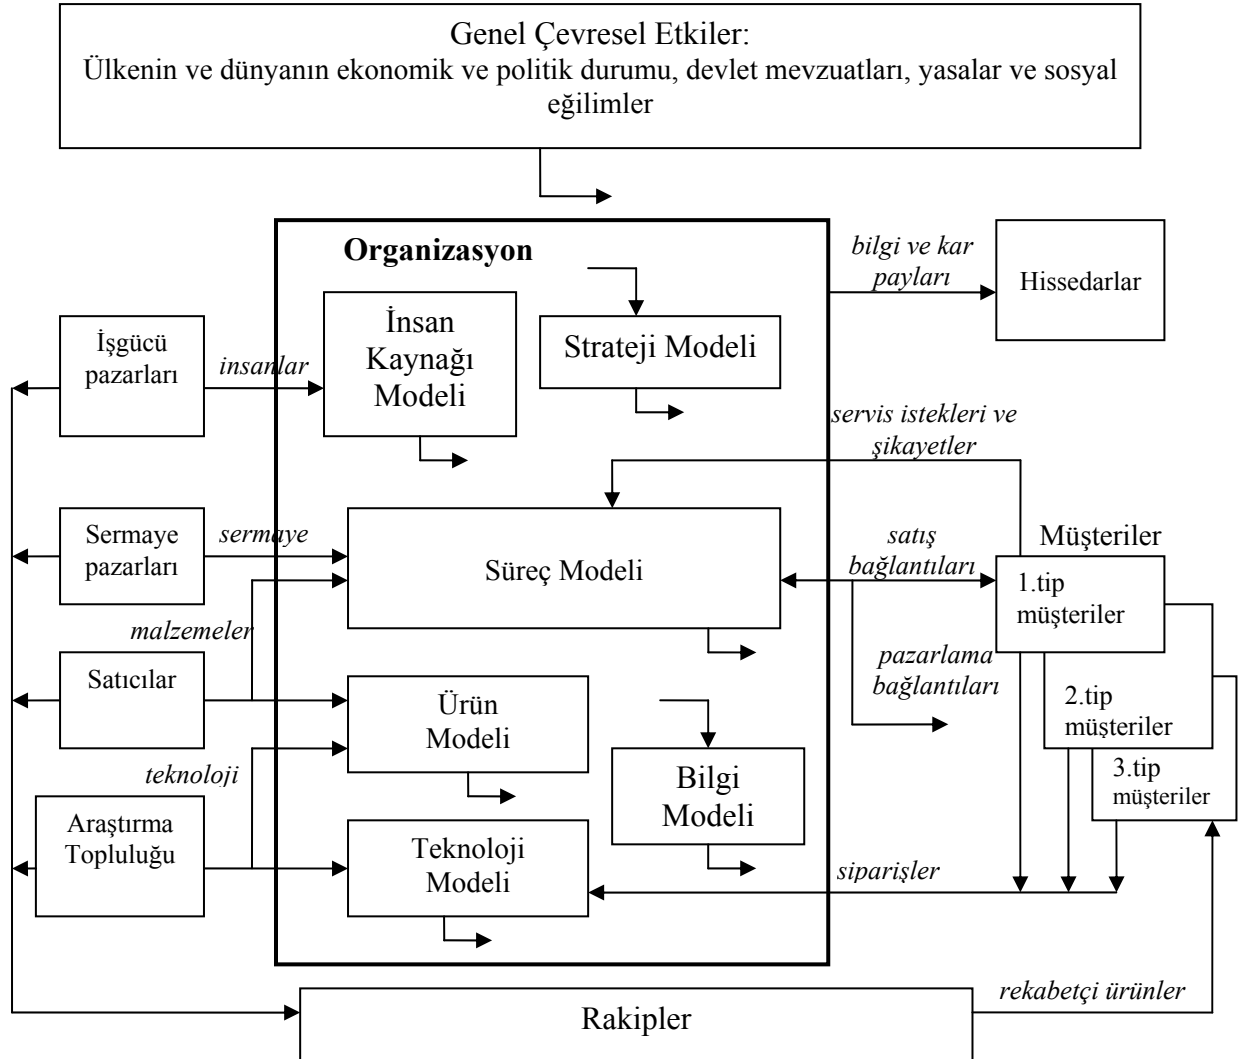 Genel Çevresel Etkiler:
Ülkenin ve dünyanın ekonomik ve politik durumu, devlet mevzuatları, yasalar ve sosyal
eğilimler
Organizasyon
bilgi ve kar
payları
Hissedarlar
İşgücü
pazarları
insanlar
İnsan
Kaynağı
Modeli
Strateji Modeli
servis istekleri ve
şikayetler
Sermaye
pazarları
sermaye
Süreç Modeli
satış
bağlantıları
Müşteriler
1.tip
müşteriler
malzemeler
Satıcılar
Ürün
Modeli
pazarlama
bağlantıları
2.tip
müşteriler
teknoloji
Bilgi
Modeli
3.tip
müşteriler
Araştırma
Topluluğu
Teknoloji
Modeli
siparişler
rekabetçi ürünler
Rakipler